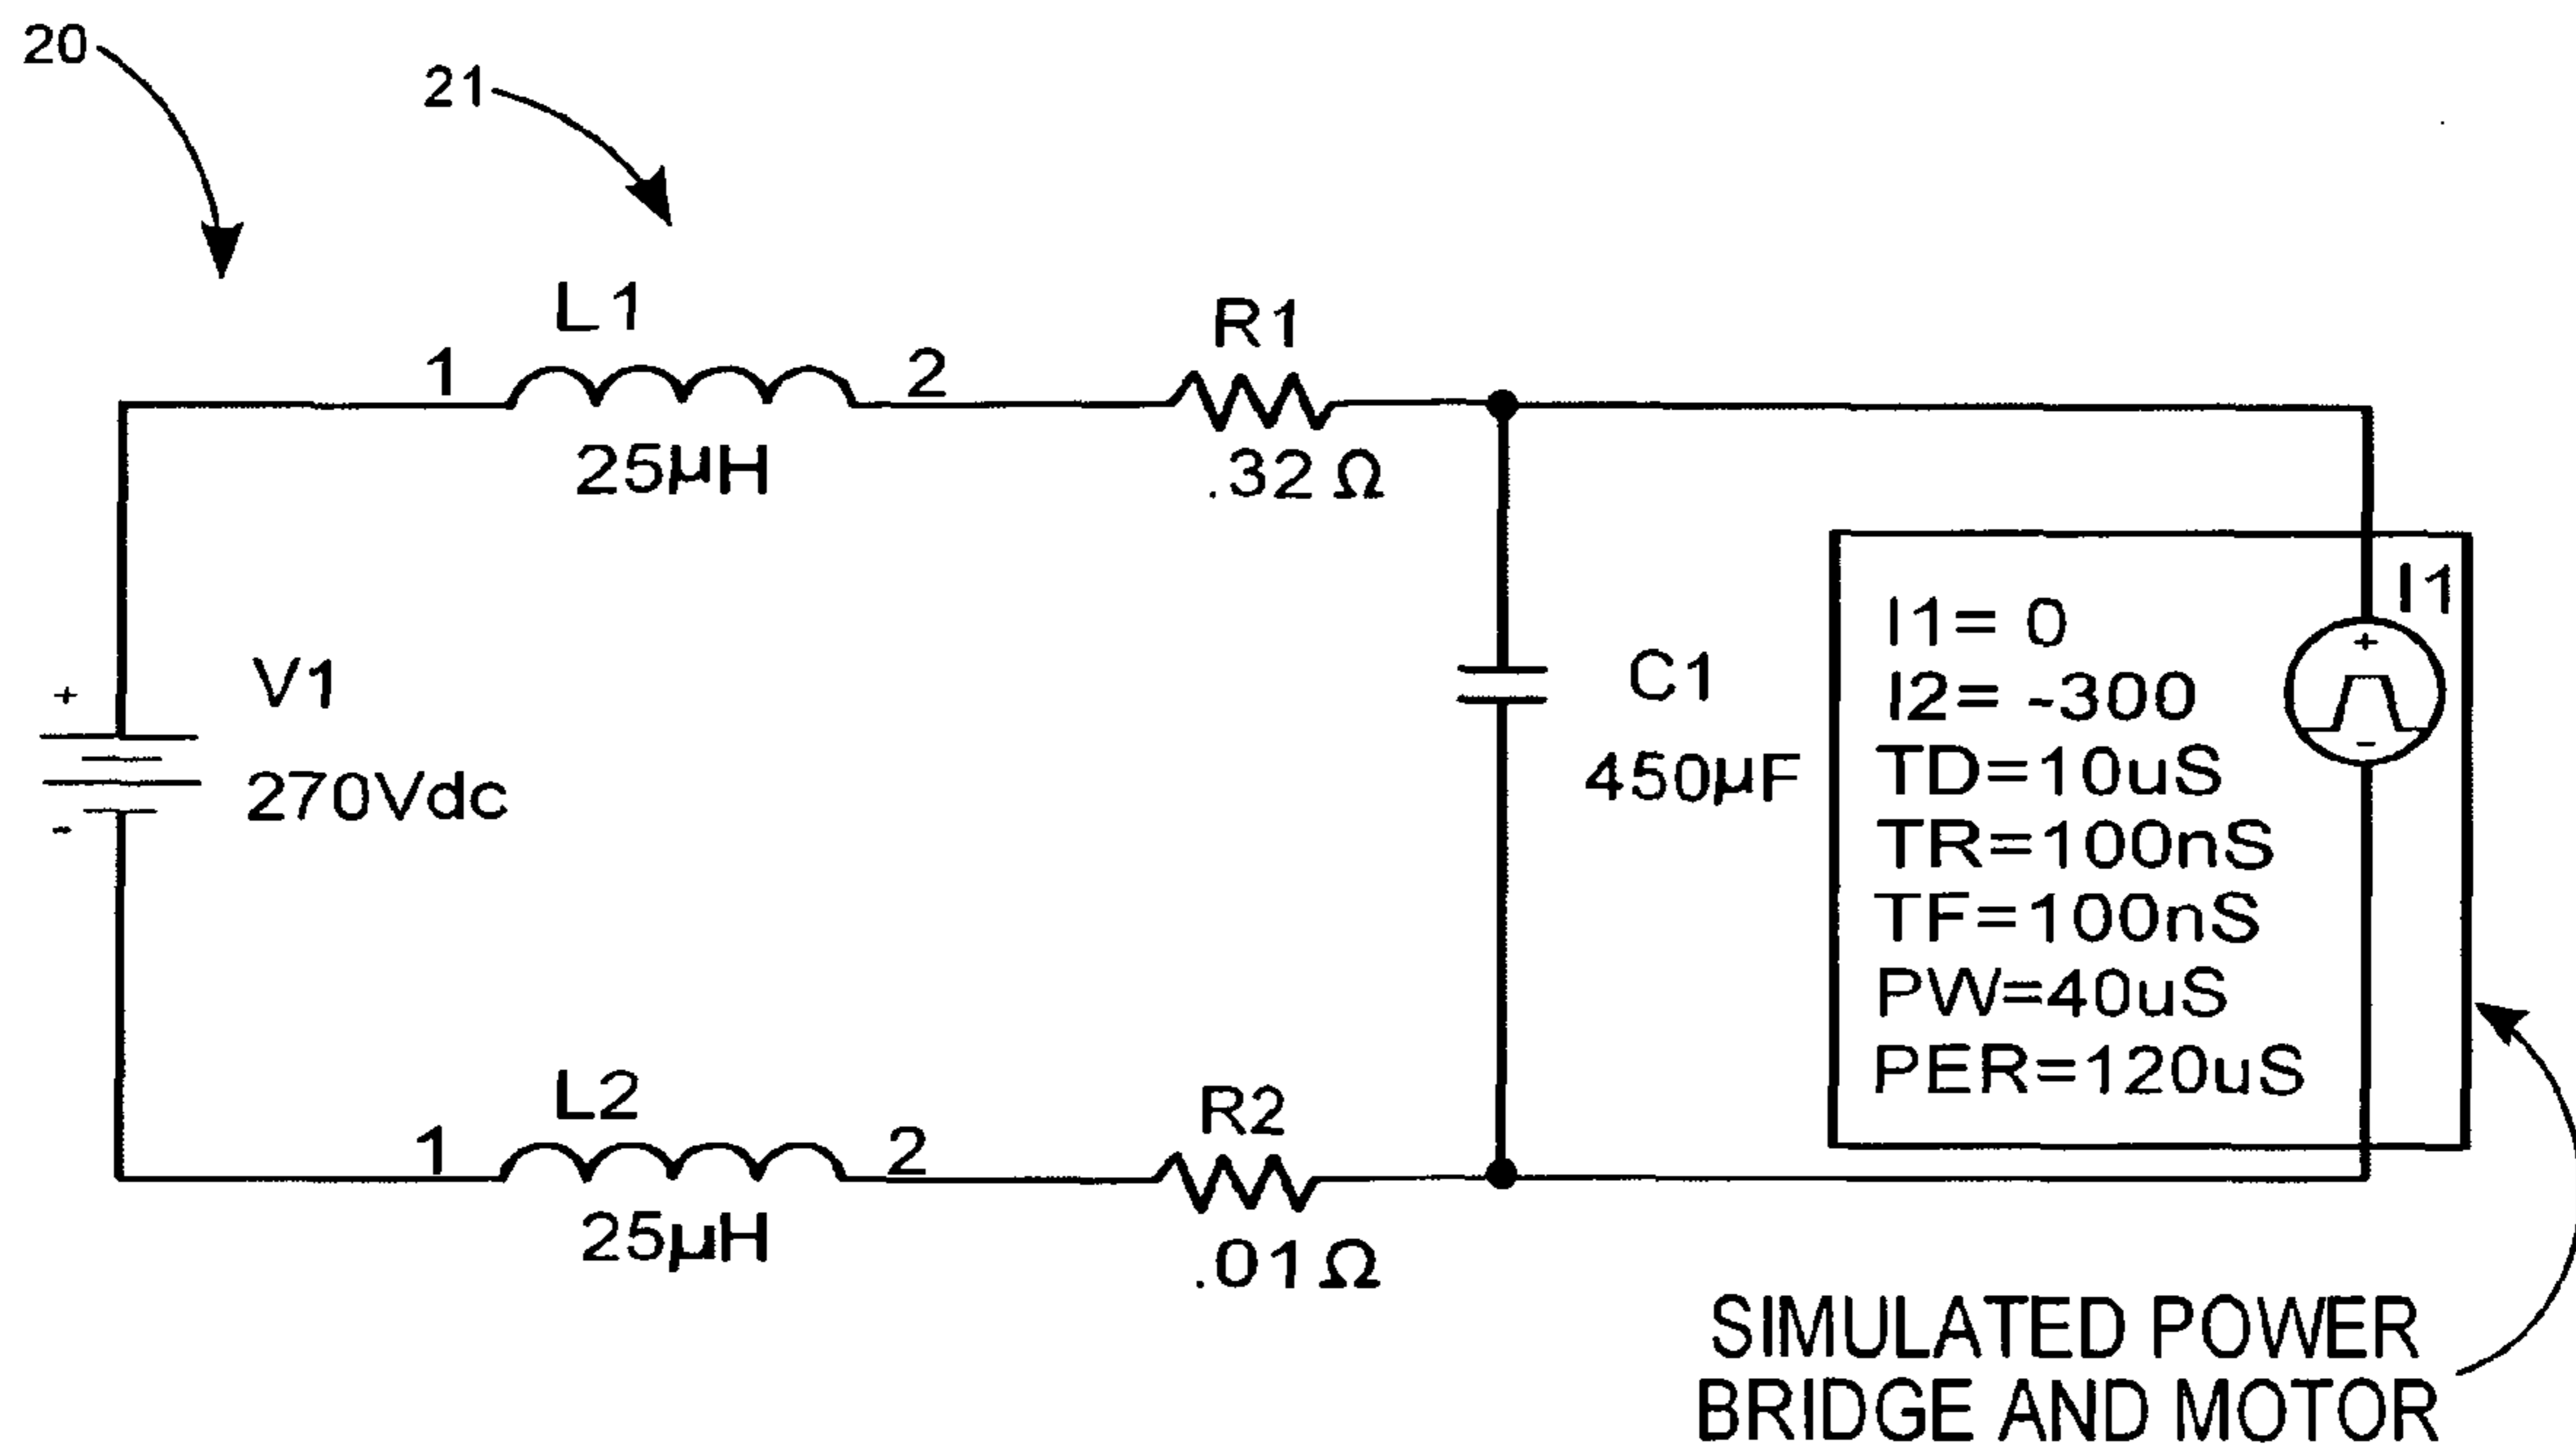 20
21
L1
1 2
25µH
R1
.32 Ω
+
V1
270Vdc
-
C1
450µF
I1
+
-
I1= 0
I2= -300
TD=10uS
TR=100nS
TF=100nS
PW=40uS
PER=120uS
L2
1 2
25µH
R2
.01Ω
SIMULATED POWER
BRIDGE AND MOTOR